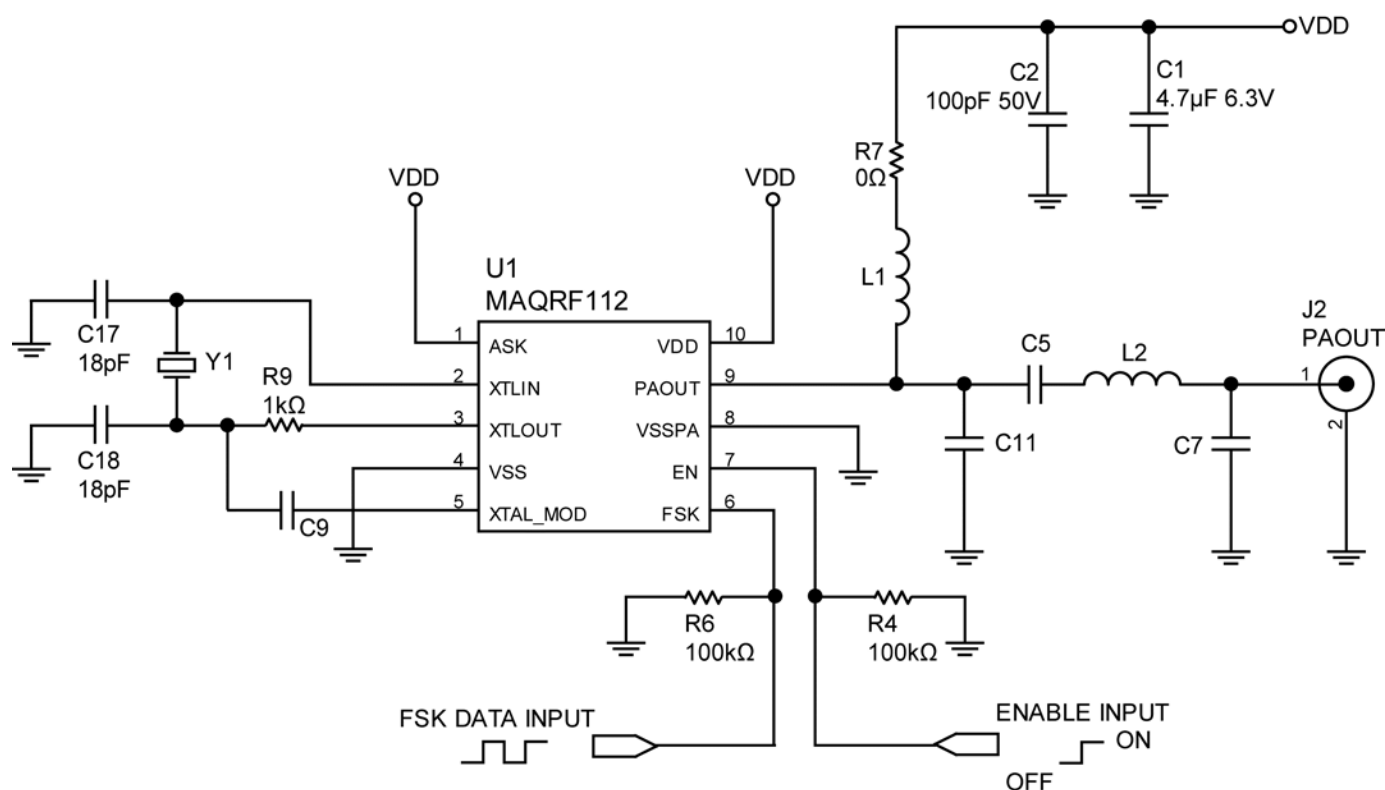 VDD
C2
100pF 50V
C1
4.7µF 6.3V
R7
0Ω
VDD
VDD
L1
U1
MAQRF112
C17
18pF
Y1
R9
1kΩ
C18
18pF
C9
1
ASK
2
XTLIN
3
XTLOUT
4
VSS
5
XTAL_MOD
VDD
10
PAOUT
9
VSSPA
8
EN
7
FSK
6
C5
L2
J2
PAOUT
1
2
C11
C7
R6
100kΩ
R4
100kΩ
FSK DATA INPUT
ENABLE INPUT
ON
OFF